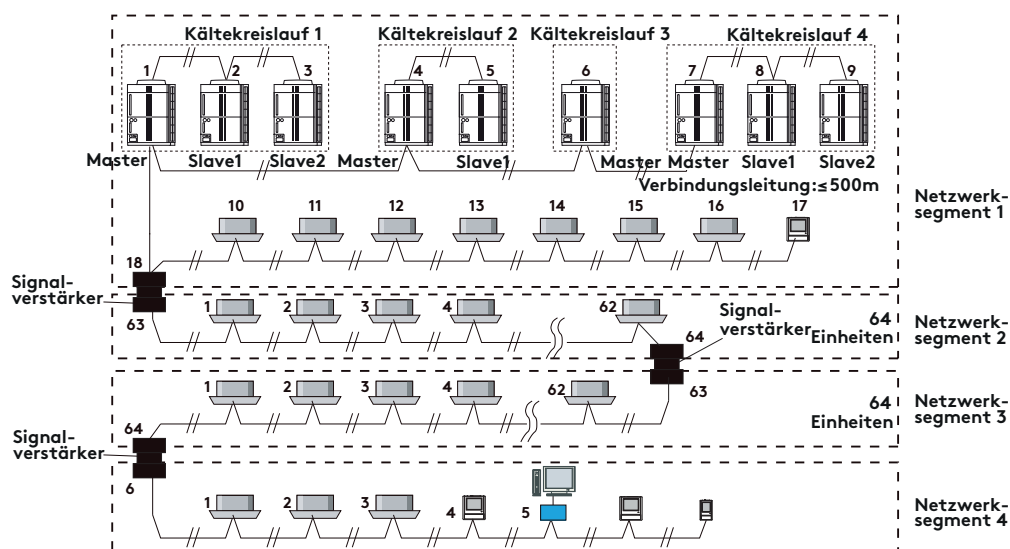 Kältekreislauf 1
Kältekreislauf 2
Kältekreislauf 3
Kältekreislauf 4
1 2 3 4 5 6 7 8 9
Master Slave1 Slave2 Master Slave1 Master Master Slave1 Slave2
Verbindungsleitung:≤500m
Netzwerk-
segment 1
10 11 12 13 14 15 16 17
18
Signal-
verstärker
63
1 2 3 4 62
Signal-
verstärker
64
64
Einheiten
Netzwerk-
segment 2
63
1 2 3 4 62
64
Einheiten
Netzwerk-
segment 3
64
Signal-
verstärker
6
1 2 3 4 5
Netzwerk-
segment 4